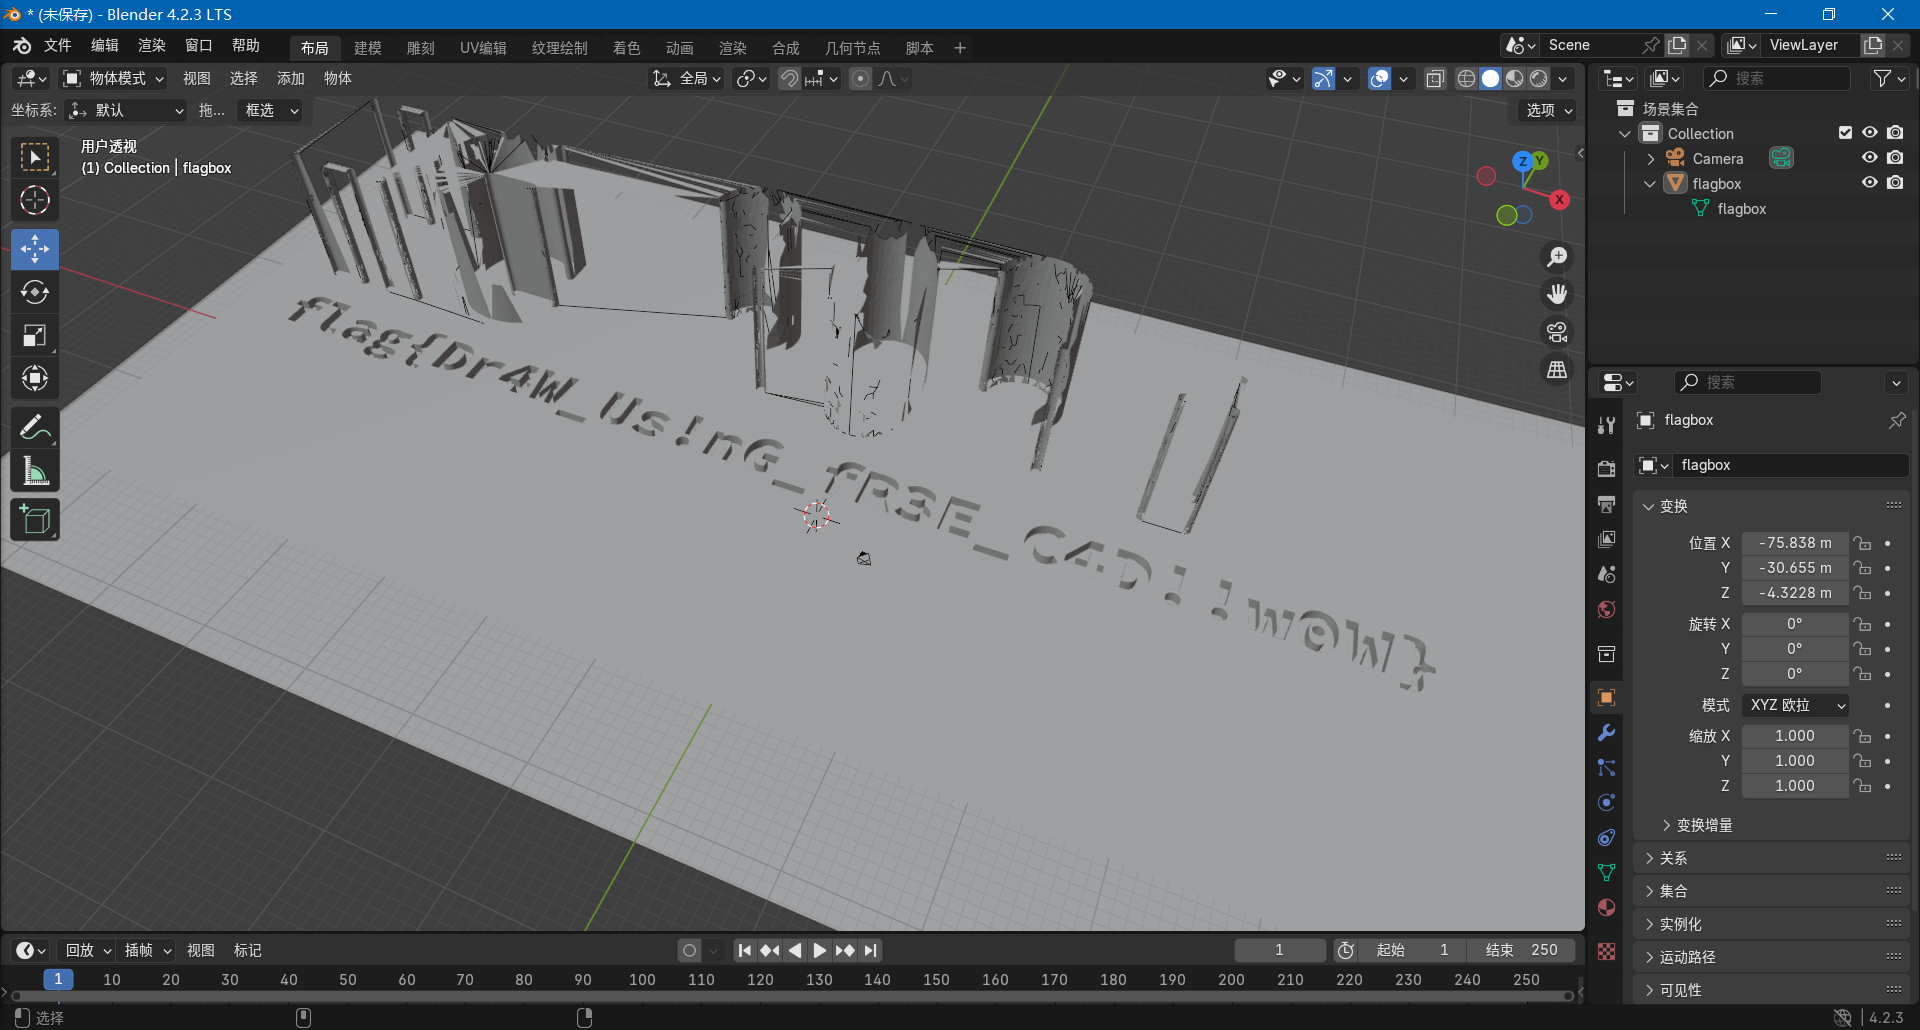 * (未保存) - Blender 4.2.3 LTS
文件 编辑 渲染 窗口 帮助 布局 建模 雕刻 UV编辑 纹理绘制 着色 动画 渲染 合成 几何节点 脚本 + Scene ViewLayer
物体模式 视图 选择 添加 物体 全局 搜索
坐标系: 默认 拖... 框选 选项
用户透视
(1) Collection | flagbox
Z Y X
场景集合
Collection
Camera
flagbox
flagbox
flag{Dr4W_Us!nG_fR3E_C4D!!wOW}
搜索
flagbox
flagbox
变换
位置 X -75.838 m
Y -30.655 m
Z -4.3228 m
旋转 X 0°
Y 0°
Z 0°
模式 XYZ 欧拉
缩放 X 1.000
Y 1.000
Z 1.000
变换增量
关系
集合
实例化
运动路径
可见性
回放 插帧 视图 标记 1 起始 1 结束 250
1 10 20 30 40 50 60 70 80 90 100 110 120 130 140 150 160 170 180 190 200 210 220 230 240 250
选择 4.2.3